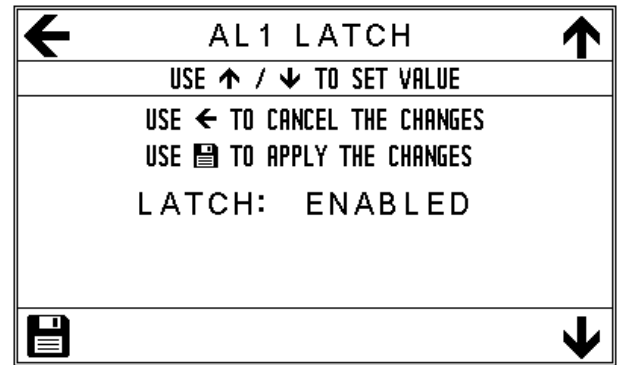 AL1 LATCH
USE ↑ / ↓ TO SET VALUE
USE ← TO CANCEL THE CHANGES
USE 💾 TO APPLY THE CHANGES
LATCH: ENABLED